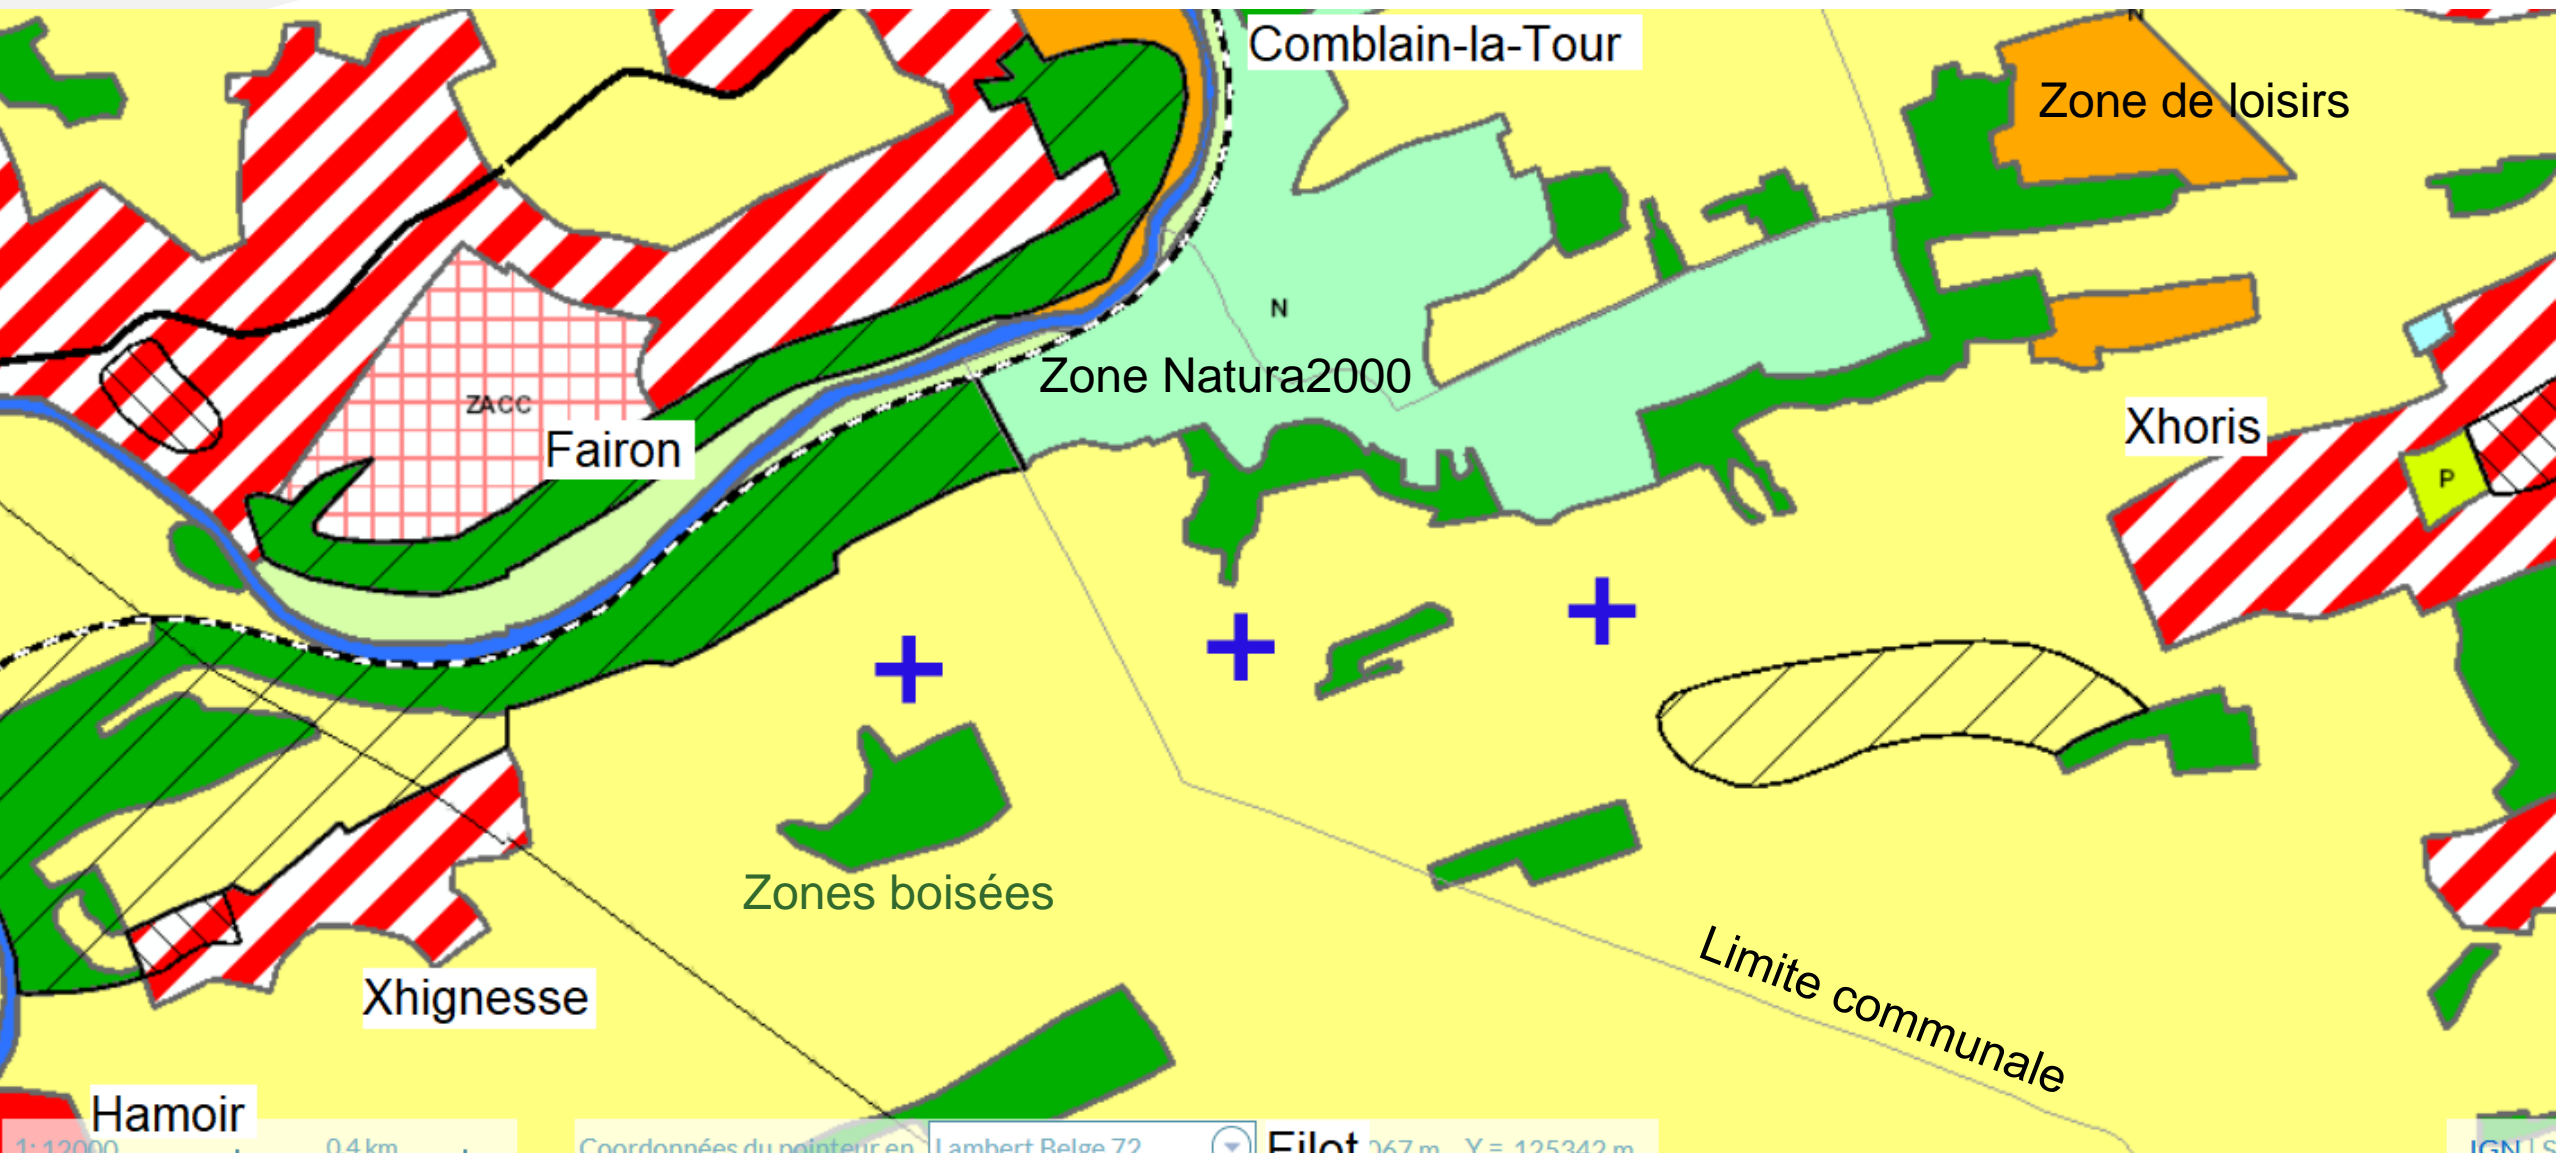 N
Comblain-la-Tour
Zone de loisirs
N
Zone Natura2000
ZACC
Fairon
Xhoris
P
Zones boisées
Limite communale
Xhignesse
Hamoir
1: 12000 0.4 km Coordonnées du pointeur en Lambert Belge 72 Filot 067 m Y = 125342 m IGN | S